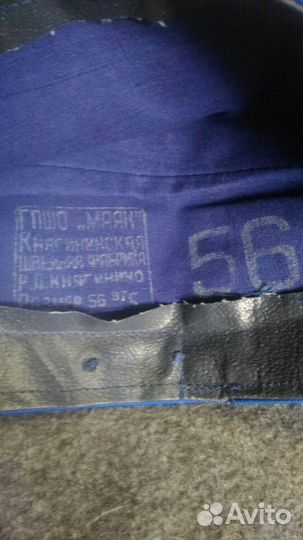 ГПШО „МАЯК"
КНЯГИНИНСКАЯ
ШВЕЙНАЯ ФАБРИКА
Р.П. КНЯГИНИНО
РАЗМЕР 56
56
Avito